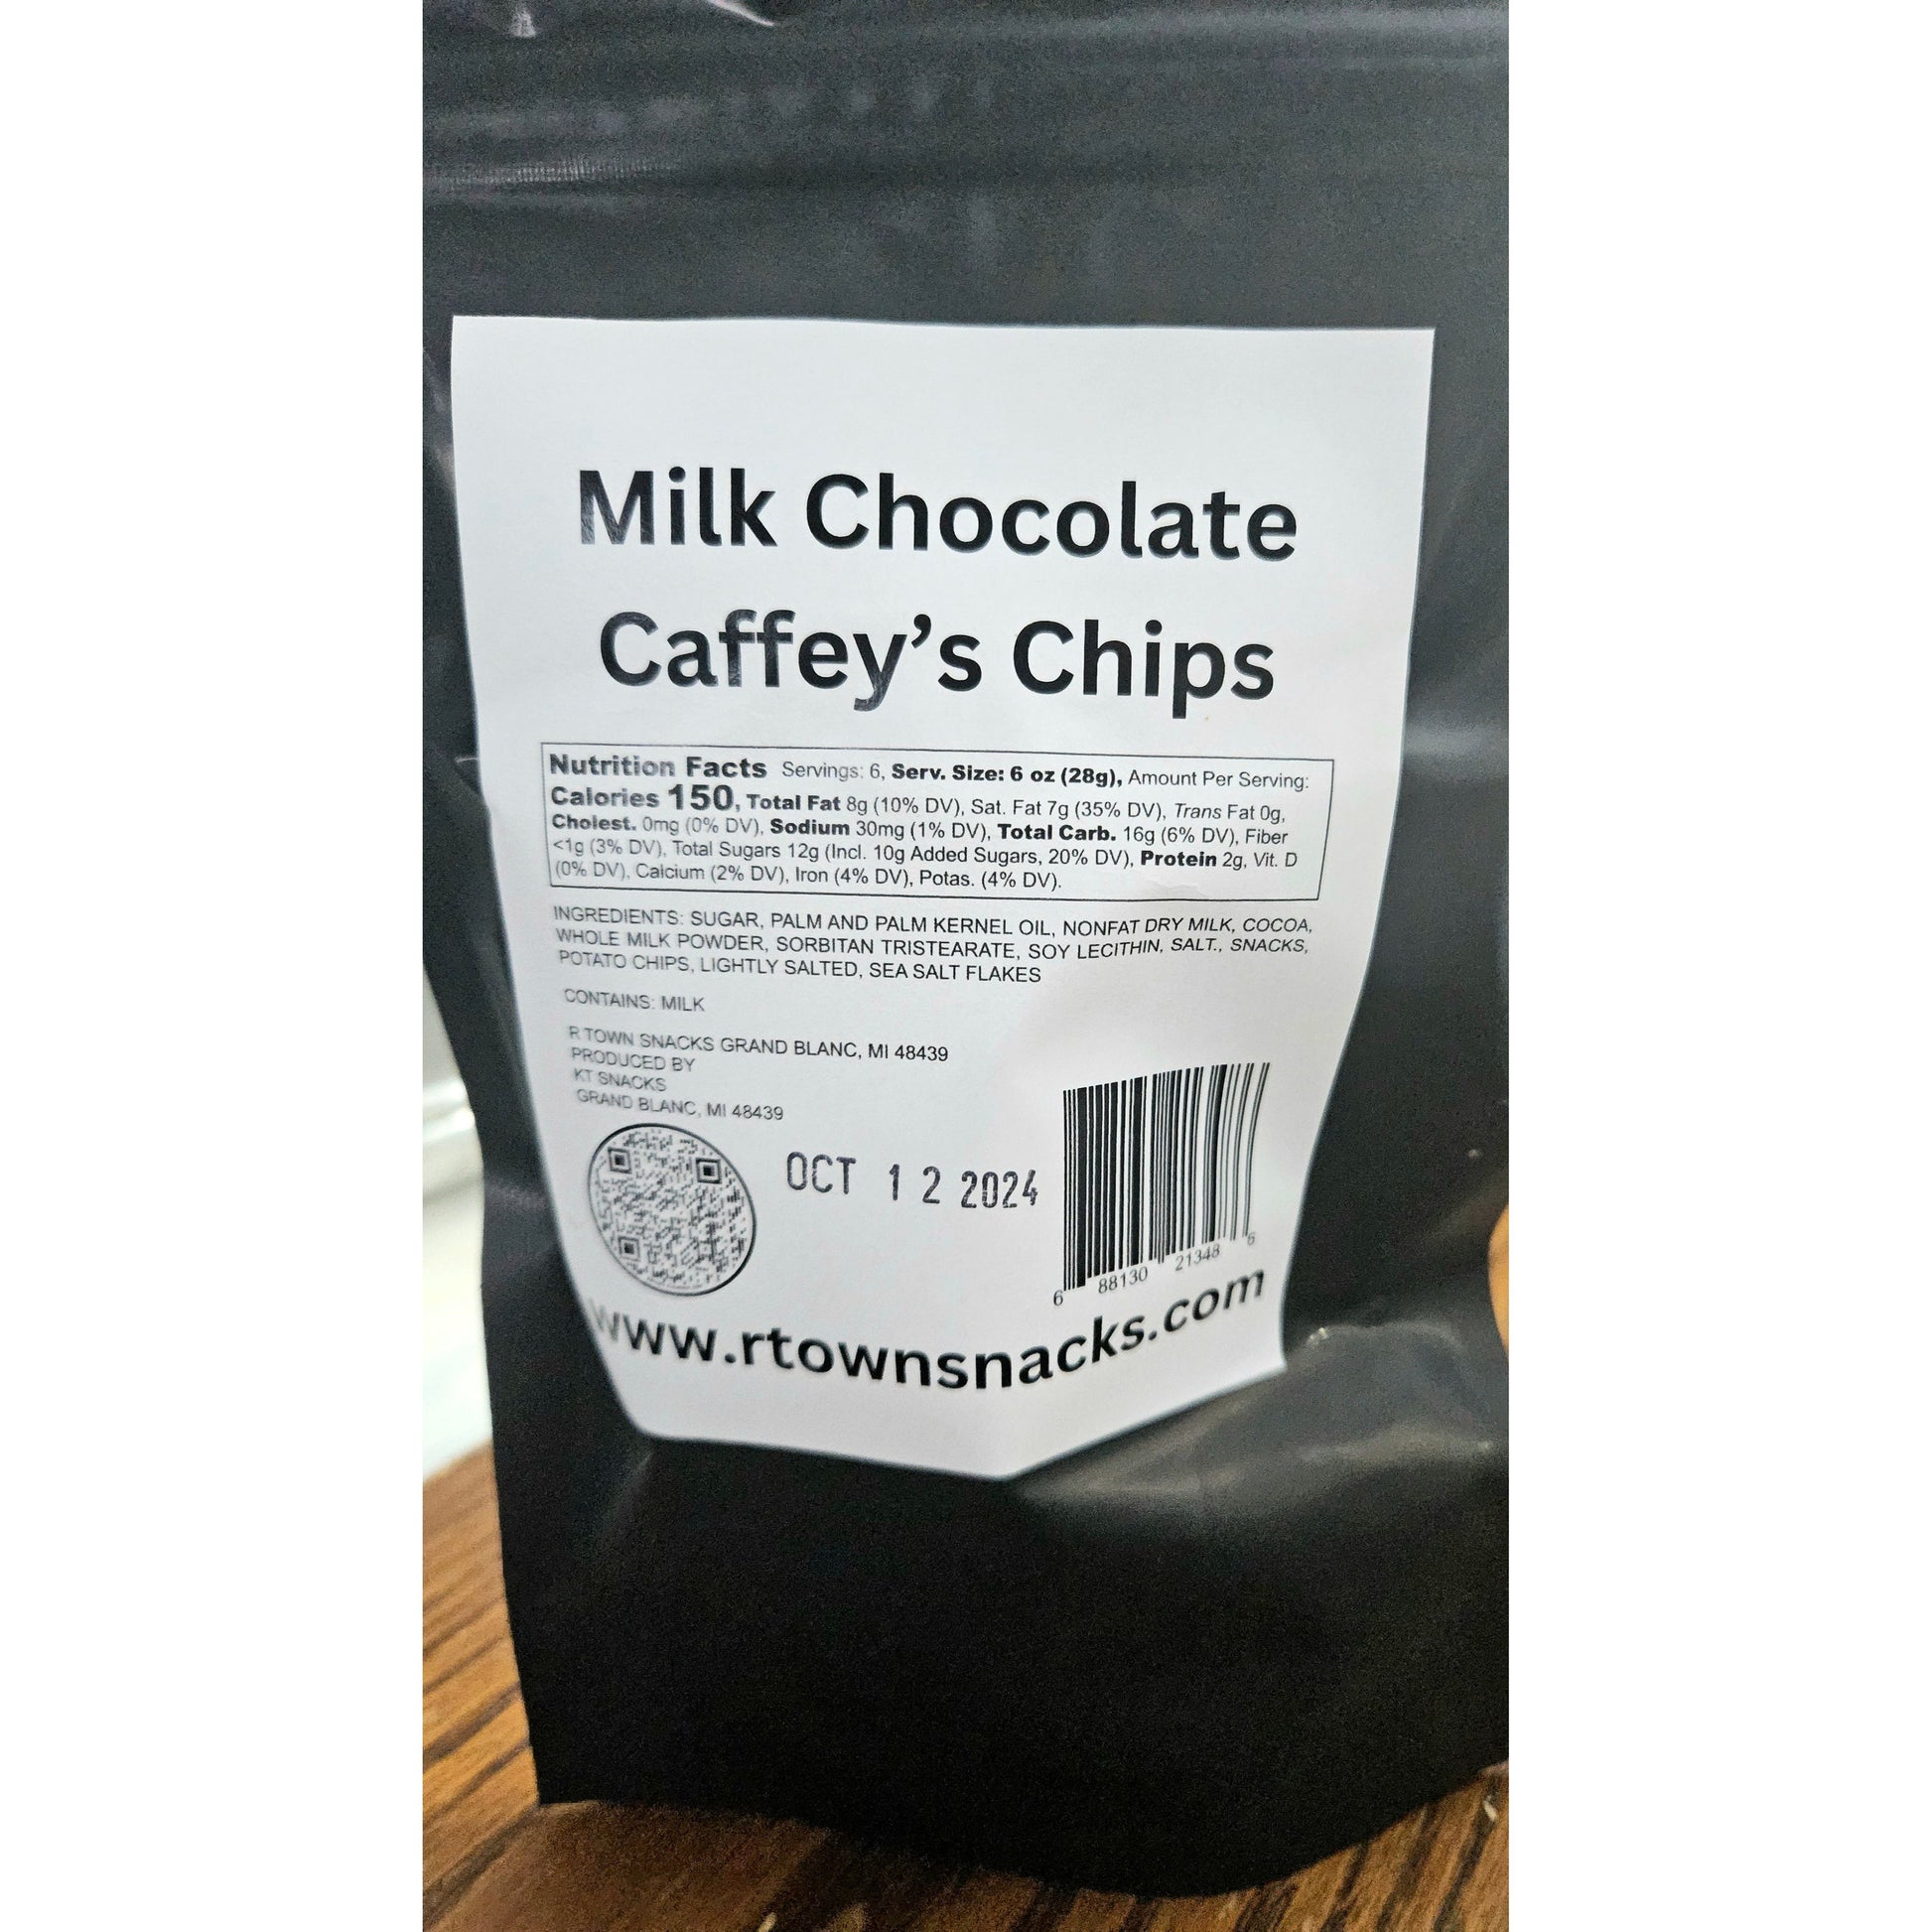 Milk Chocolate
Caffey's Chips
Nutrition Facts Servings: 6, Serv. Size: 6 oz (28g), Amount Per Serving:
Calories 150, Total Fat 8g (10% DV), Sat. Fat 7g (35% DV), Trans Fat 0g,
Cholest. 0mg (0% DV), Sodium 30mg (1% DV), Total Carb. 16g (6% DV), Fiber
<1g (3% DV), Total Sugars 12g (Incl. 10g Added Sugars, 20% DV), Protein 2g, Vit. D
(0% DV), Calcium (2% DV), Iron (4% DV), Potas. (4% DV).
INGREDIENTS: SUGAR, PALM AND PALM KERNEL OIL, NONFAT DRY MILK, COCOA,
WHOLE MILK POWDER, SORBITAN TRISTEARATE, SOY LECITHIN, SALT., SNACKS,
POTATO CHIPS, LIGHTLY SALTED, SEA SALT FLAKES
CONTAINS: MILK
R TOWN SNACKS GRAND BLANC, MI 48439
PRODUCED BY
KT SNACKS
GRAND BLANC, MI 48439
OCT 12 2024
6 88130 21348 6
www.rtownsnacks.com